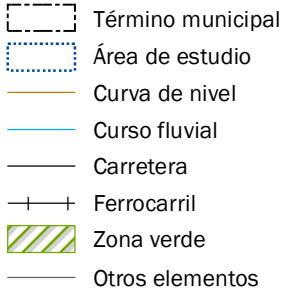 Término municipal
Área de estudio
Curva de nivel
Curso fluvial
Carretera
Ferrocarril
Zona verde
Otros elementos